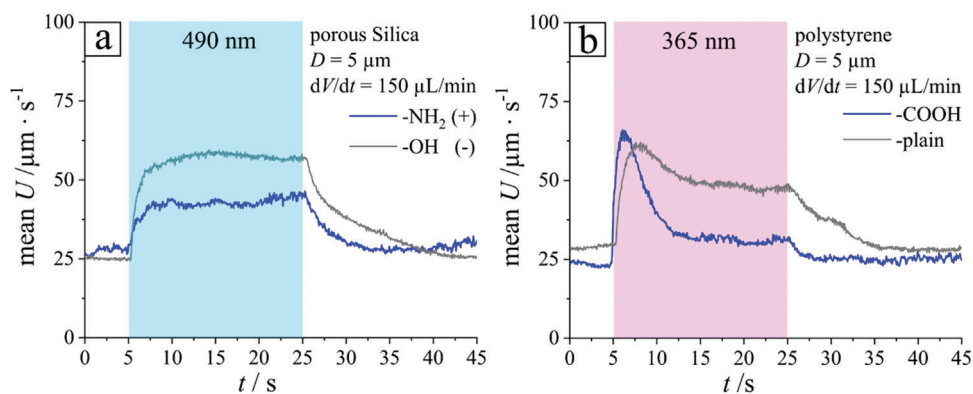 a
490 nm
porous Silica
D = 5 µm
dV/dt = 150 µL/min
-NH₂ (+)
-OH (-)
mean U /µm · s⁻¹
100
75
50
25
0
0 5 10 15 20 25 30 35 40 45
t / s
b
365 nm
polystyrene
D = 5 µm
dV/dt = 150 µL/min
-COOH
-plain
mean U /µm · s⁻¹
100
75
50
25
0
0 5 10 15 20 25 30 35 40 45
t / s